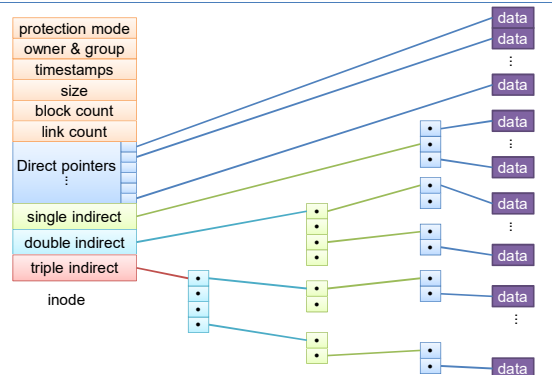 protection mode
owner & group
timestamps
size
block count
link count
Direct pointers
⋮
single indirect
double indirect
triple indirect
inode
data
data
⋮
data
data
⋮
data
data
⋮
data
data
⋮
data